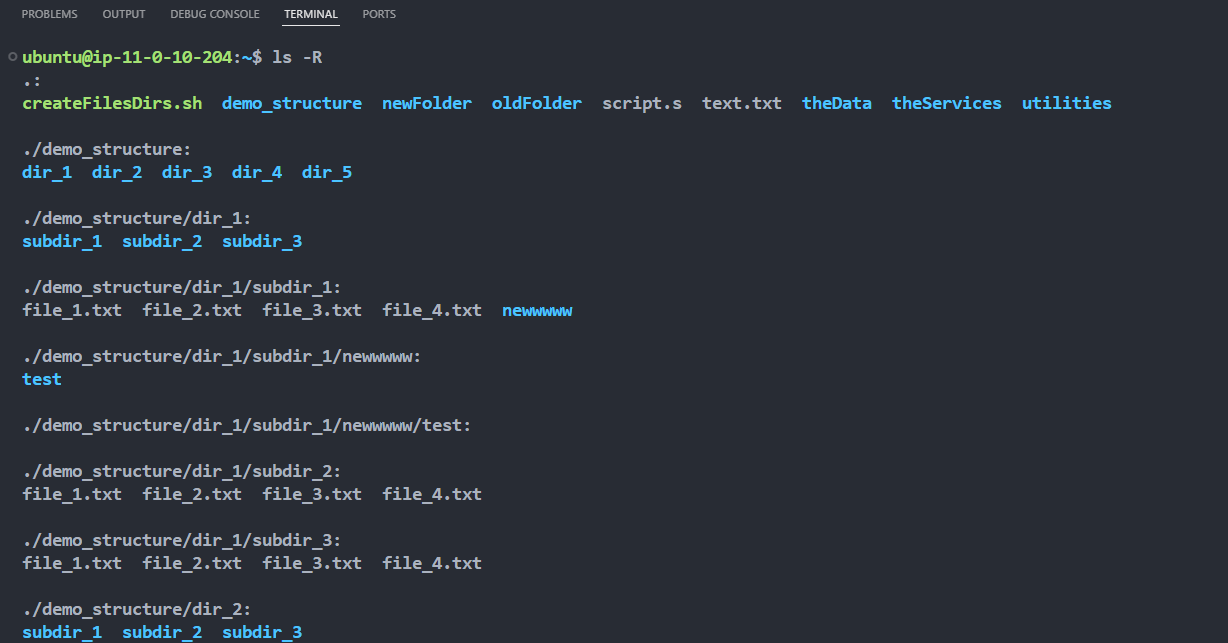 PROBLEMS OUTPUT DEBUG CONSOLE TERMINAL PORTS
ubuntu@ip-11-0-10-204:~$ ls -R
.:
createFilesDirs.sh demo_structure newFolder oldFolder script.s text.txt theData theServices utilities
./demo_structure:
dir_1 dir_2 dir_3 dir_4 dir_5
./demo_structure/dir_1:
subdir_1 subdir_2 subdir_3
./demo_structure/dir_1/subdir_1:
file_1.txt file_2.txt file_3.txt file_4.txt newwwww
./demo_structure/dir_1/subdir_1/newwwww:
test
./demo_structure/dir_1/subdir_1/newwwww/test:
./demo_structure/dir_1/subdir_2:
file_1.txt file_2.txt file_3.txt file_4.txt
./demo_structure/dir_1/subdir_3:
file_1.txt file_2.txt file_3.txt file_4.txt
./demo_structure/dir_2:
subdir_1 subdir_2 subdir_3